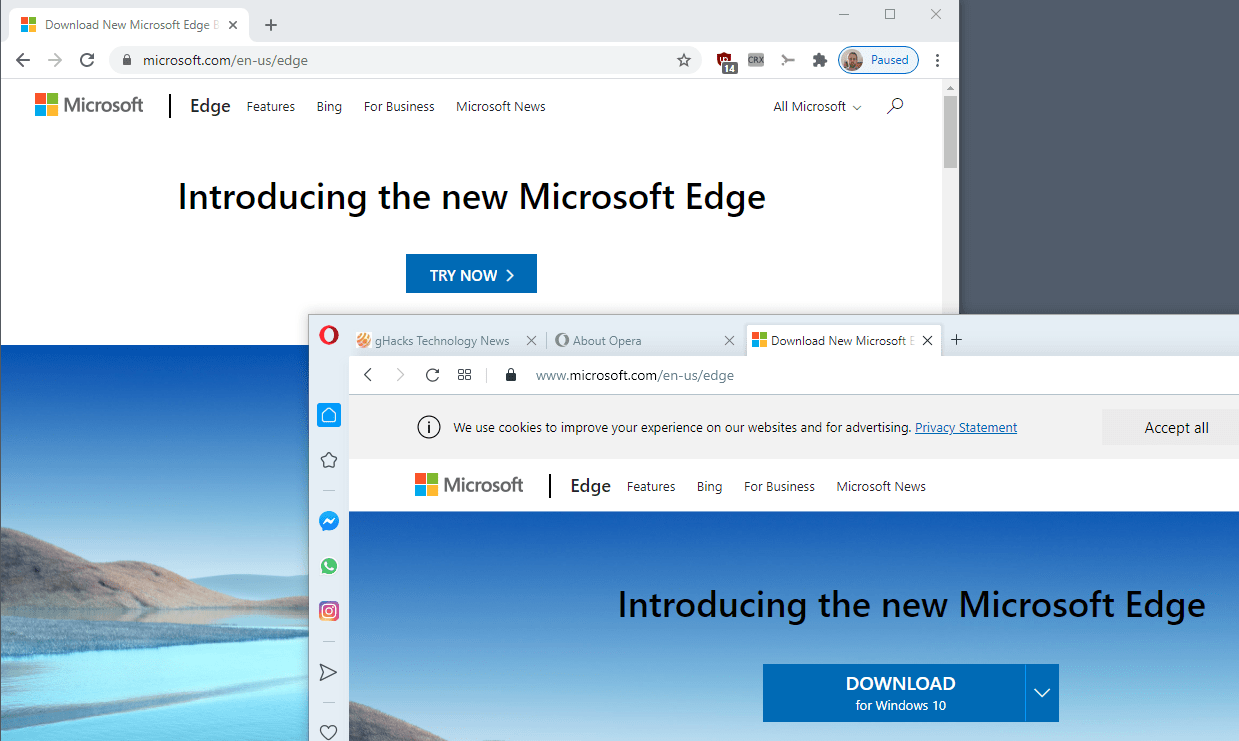 Download New Microsoft Edge B
microsoft.com/en-us/edge
14
CRX
Paused
Microsoft
Edge
Features
Bing
For Business
Microsoft News
All Microsoft
Introducing the new Microsoft Edge
TRY NOW
gHacks Technology News
About Opera
Download New Microsoft E
www.microsoft.com/en-us/edge
We use cookies to improve your experience on our websites and for advertising. Privacy Statement
Accept all
Microsoft
Edge
Features
Bing
For Business
Microsoft News
Introducing the new Microsoft Edge
DOWNLOAD
for Windows 10